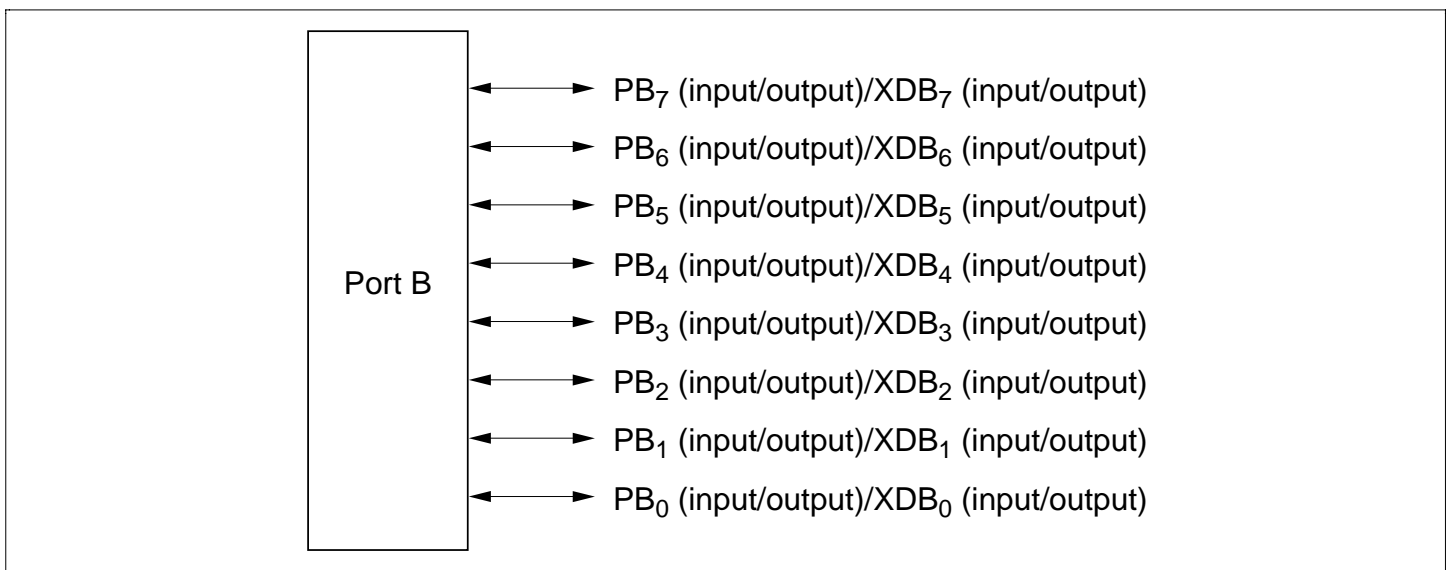 PB₇ (input/output)/XDB₇ (input/output)
PB₆ (input/output)/XDB₆ (input/output)
PB₅ (input/output)/XDB₅ (input/output)
PB₄ (input/output)/XDB₄ (input/output)
Port B
PB₃ (input/output)/XDB₃ (input/output)
PB₂ (input/output)/XDB₂ (input/output)
PB₁ (input/output)/XDB₁ (input/output)
PB₀ (input/output)/XDB₀ (input/output)